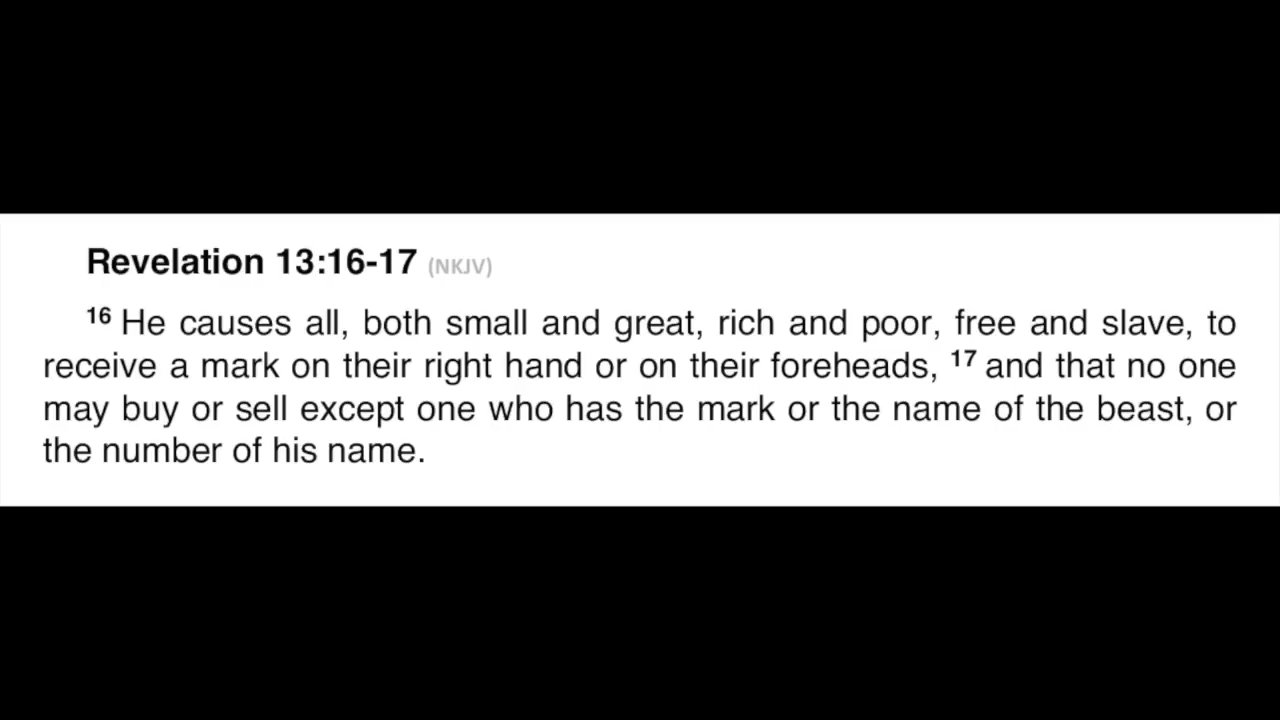 Revelation 13:16-17 (NKJV)
16 He causes all, both small and great, rich and poor, free and slave, to
receive a mark on their right hand or on their foreheads, 17 and that no one
may buy or sell except one who has the mark or the name of the beast, or
the number of his name.